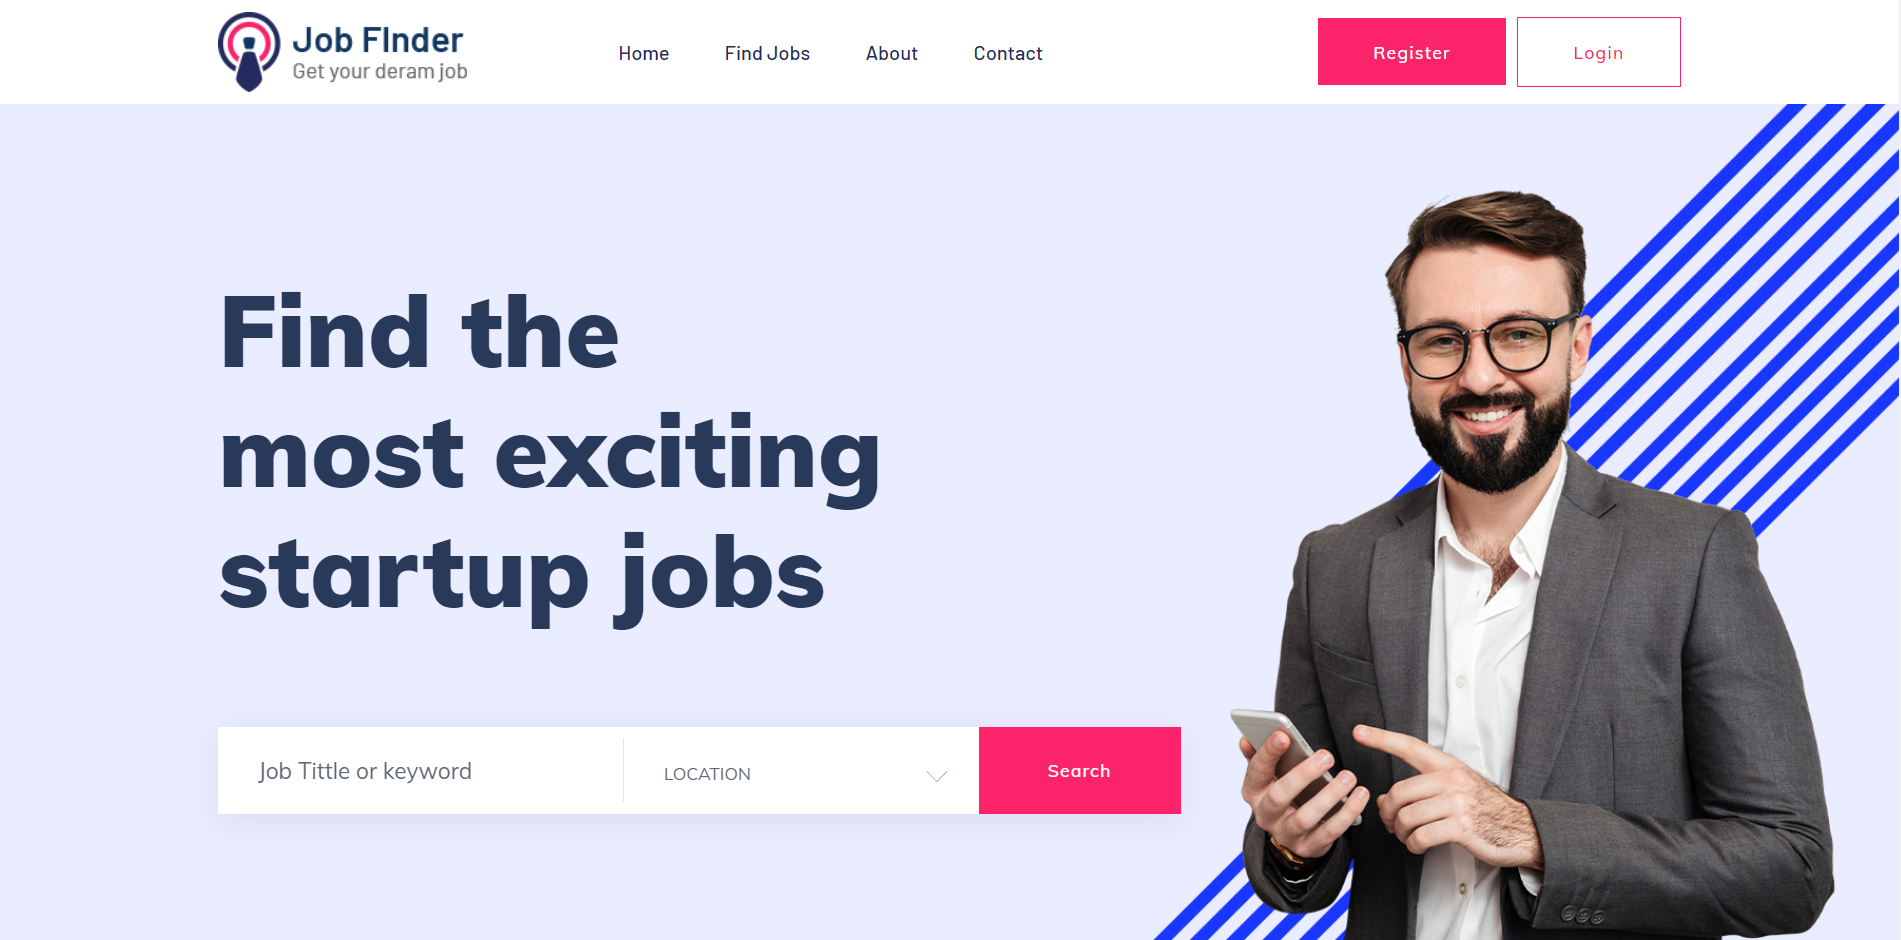 Job FInder
Get your deram job
Home
Find Jobs
About
Contact
Register
Login
Find the
most exciting
startup jobs
Job Tittle or keyword
LOCATION
Search